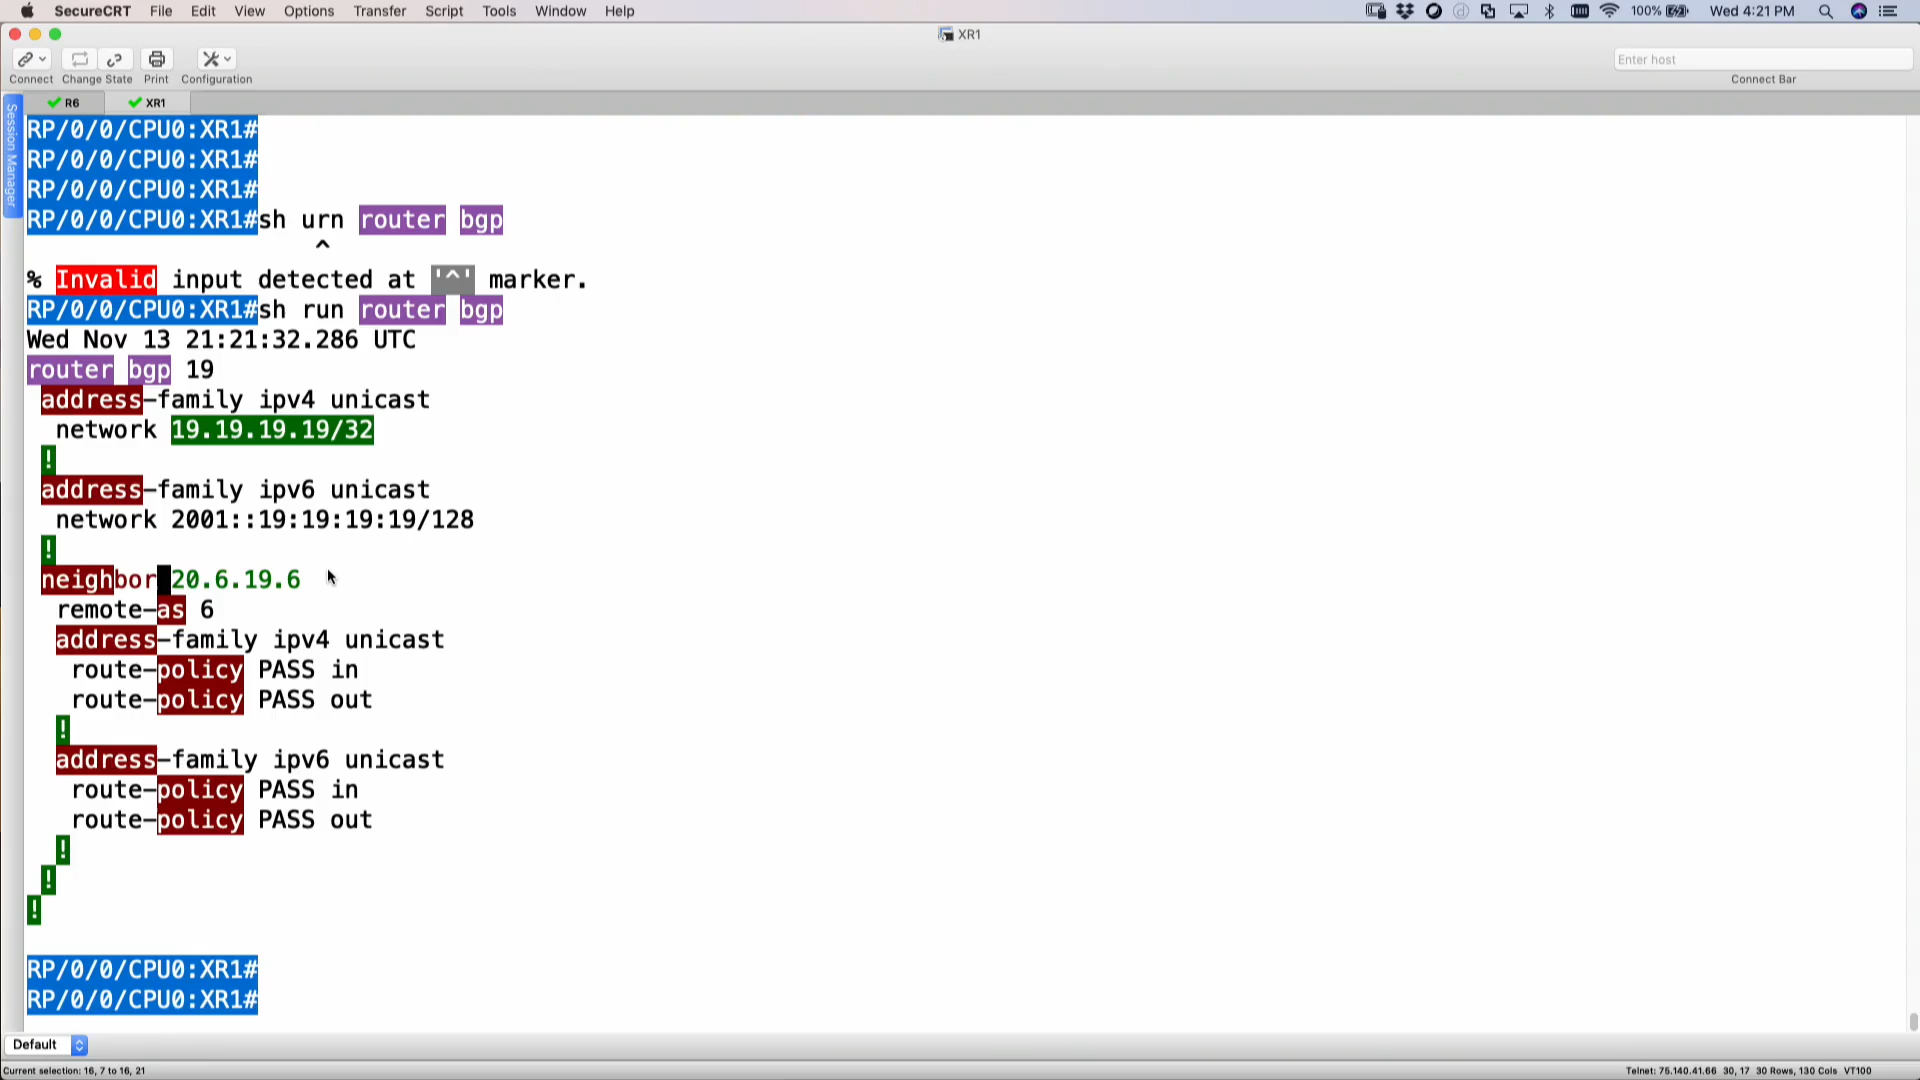 SecureCRT File Edit View Options Transfer Script Tools Window Help 100% Wed 4:21 PM
XR1
Enter host
Connect Change State Print Configuration Connect Bar
R6 XR1
Session Manager
RP/0/0/CPU0:XR1#
RP/0/0/CPU0:XR1#
RP/0/0/CPU0:XR1#
RP/0/0/CPU0:XR1#sh urn router bgp
^
% Invalid input detected at '^' marker.
RP/0/0/CPU0:XR1#sh run router bgp
Wed Nov 13 21:21:32.286 UTC
router bgp 19
address-family ipv4 unicast
network 19.19.19.19/32
!
address-family ipv6 unicast
network 2001::19:19:19:19/128
!
neighbor 20.6.19.6
remote-as 6
address-family ipv4 unicast
route-policy PASS in
route-policy PASS out
!
address-family ipv6 unicast
route-policy PASS in
route-policy PASS out
!
!
!
RP/0/0/CPU0:XR1#
RP/0/0/CPU0:XR1#
Default
Current selection: 16, 7 to 16, 21 Telnet: 75.140.41.66 30, 17 30 Rows, 130 Cols VT100